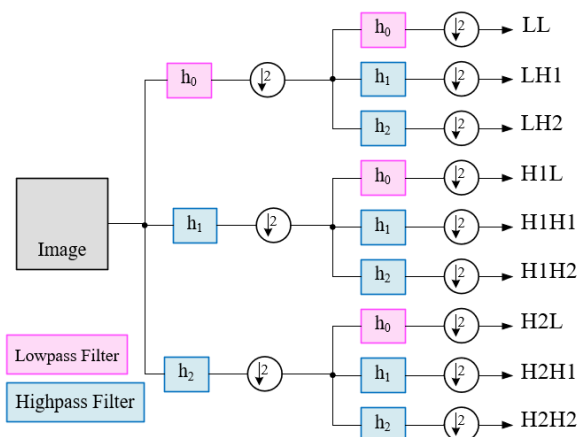 h₀ ↓2 LL
h₀ ↓2 h₁ ↓2 LH1
h₂ ↓2 LH2
h₀ ↓2 H1L
Image h₁ ↓2 h₁ ↓2 H1H1
h₂ ↓2 H1H2
h₀ ↓2 H2L
Lowpass Filter
h₂ ↓2 h₁ ↓2 H2H1
Highpass Filter
h₂ ↓2 H2H2